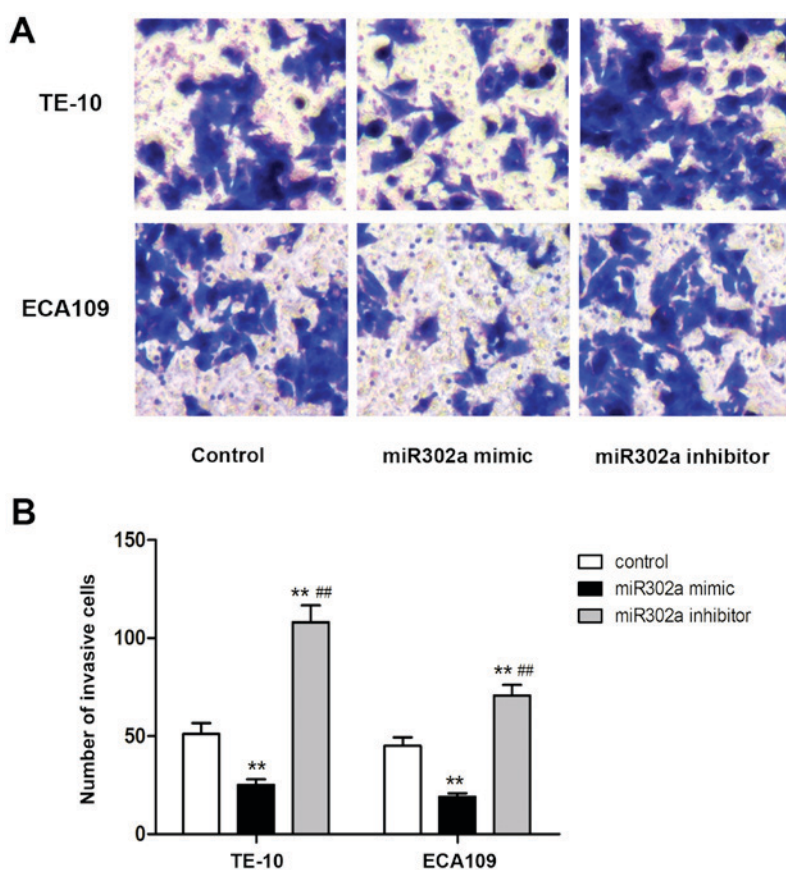 A
TE-10
ECA109
Control miR302a mimic miR302a inhibitor
B
Number of invasive cells
150
100
50
0
** ##
**
** ##
**
TE-10 ECA109
control
miR302a mimic
miR302a inhibitor